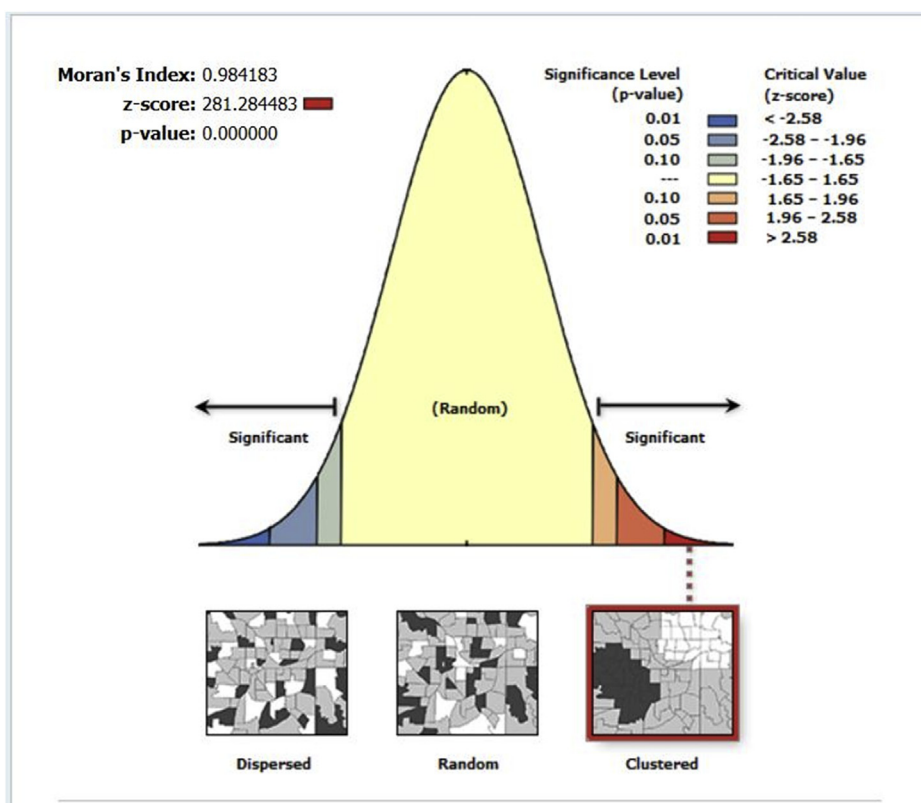 Moran's Index: 0.984183
z-score: 281.284483
p-value: 0.000000
Significance Level
(p-value)
Critical Value
(z-score)
0.01 < -2.58
0.05 -2.58 – -1.96
0.10 -1.96 – -1.65
--- -1.65 – 1.65
0.10 1.65 – 1.96
0.05 1.96 – 2.58
0.01 > 2.58
(Random)
Significant
Significant
Dispersed
Random
Clustered